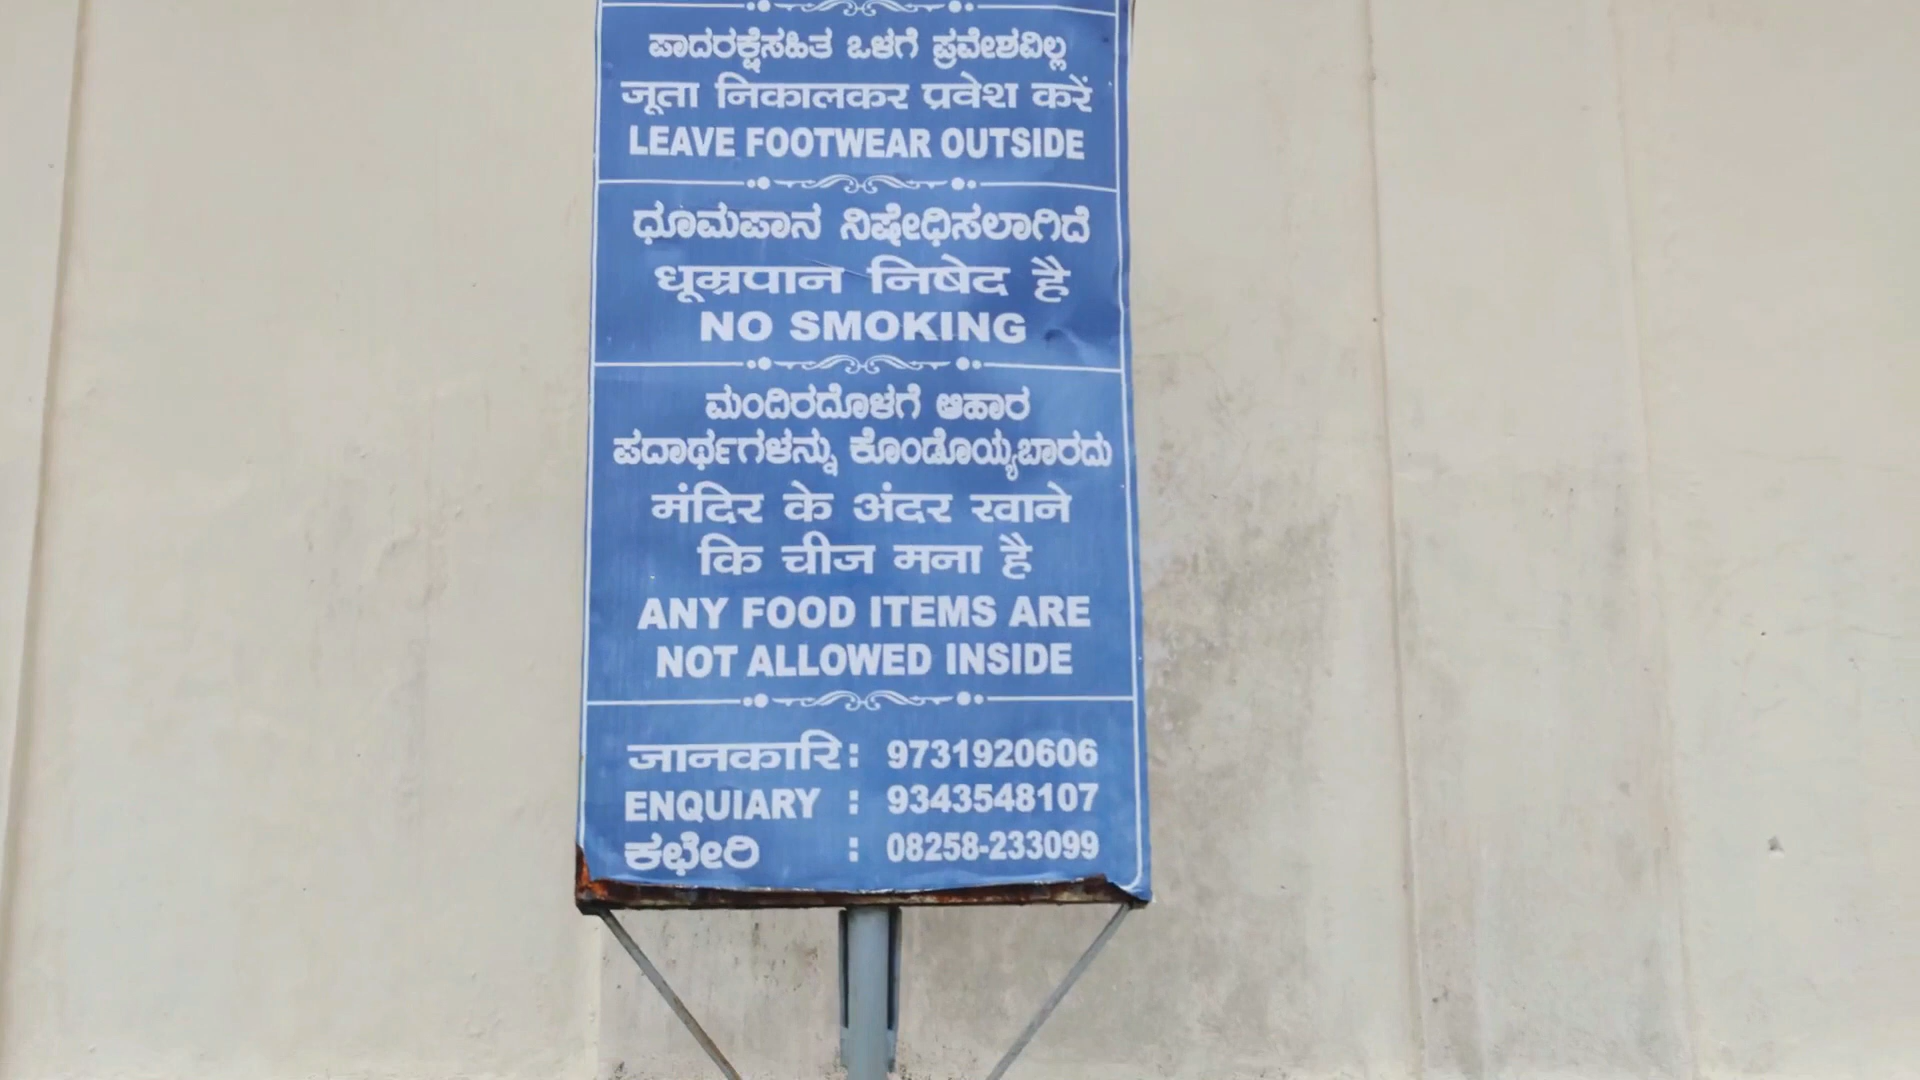 ಪಾದರಕ್ಷೆಸಹಿತ ಒಳಗೆ ಪ್ರವೇಶವಿಲ್ಲ
जूता निकालकर प्रवेश करें
LEAVE FOOTWEAR OUTSIDE
ಧೂಮಪಾನ ನಿಷೇಧಿಸಲಾಗಿದೆ
धूम्रपान निषेद है
NO SMOKING
ಮಂದಿರದೊಳಗೆ ಆಹಾರ
ಪದಾರ್ಥಗಳನ್ನು ಕೊಂಡೊಯ್ಯಬಾರದು
मंदिर के अंदर खाने
कि चीज मना है
ANY FOOD ITEMS ARE
NOT ALLOWED INSIDE
जानकारि : 9731920606
ENQUIARY : 9343548107
ಕಛೇರಿ : 08258-233099